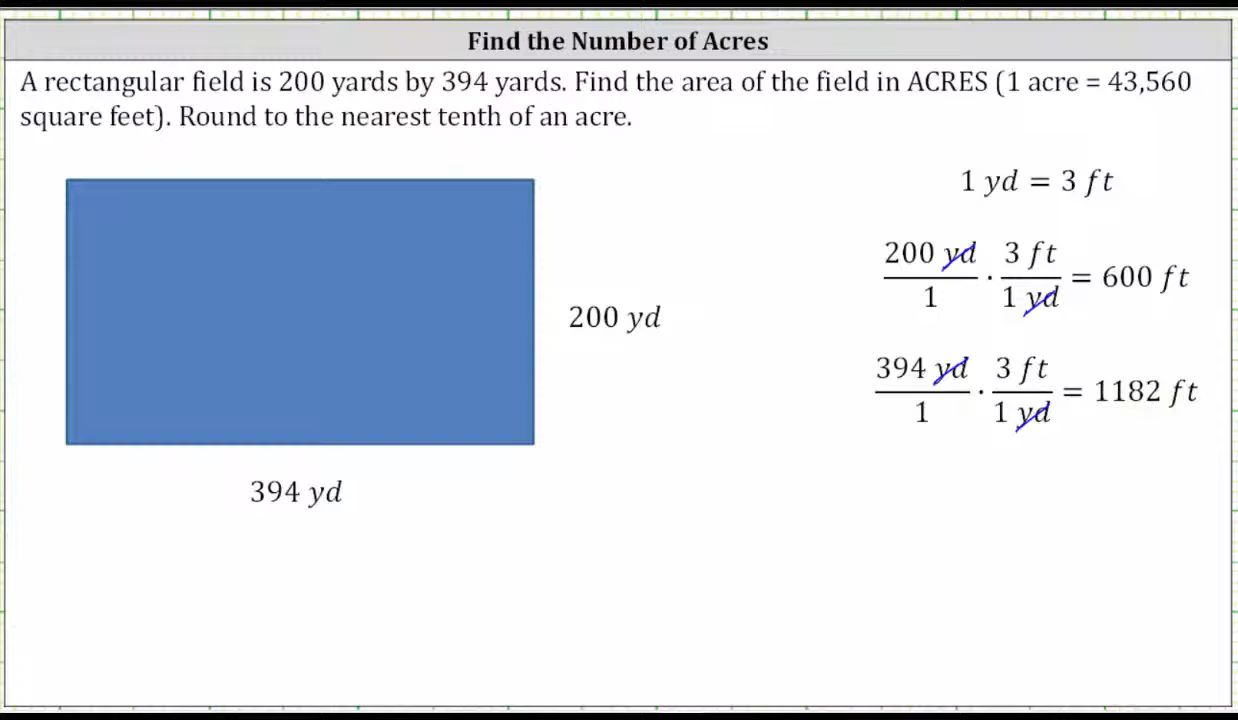 Find the Number of Acres
A rectangular field is 200 yards by 394 yards. Find the area of the field in ACRES (1 acre = 43,560
square feet). Round to the nearest tenth of an acre.
1 yd = 3 ft
200 yd / 1 · 3 ft / 1 yd = 600 ft
200 yd
394 yd / 1 · 3 ft / 1 yd = 1182 ft
394 yd